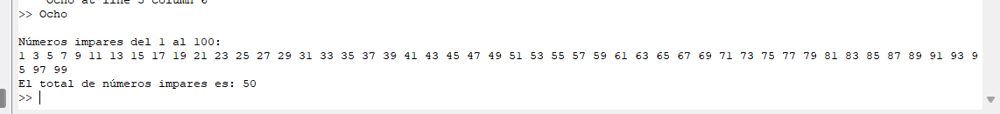 Ocho at line 5 column 6
>> Ocho
Números impares del 1 al 100:
1 3 5 7 9 11 13 15 17 19 21 23 25 27 29 31 33 35 37 39 41 43 45 47 49 51 53 55 57 59 61 63 65 67 69 71 73 75 77 79 81 83 85 87 89 91 93 9
5 97 99
El total de números impares es: 50
>>